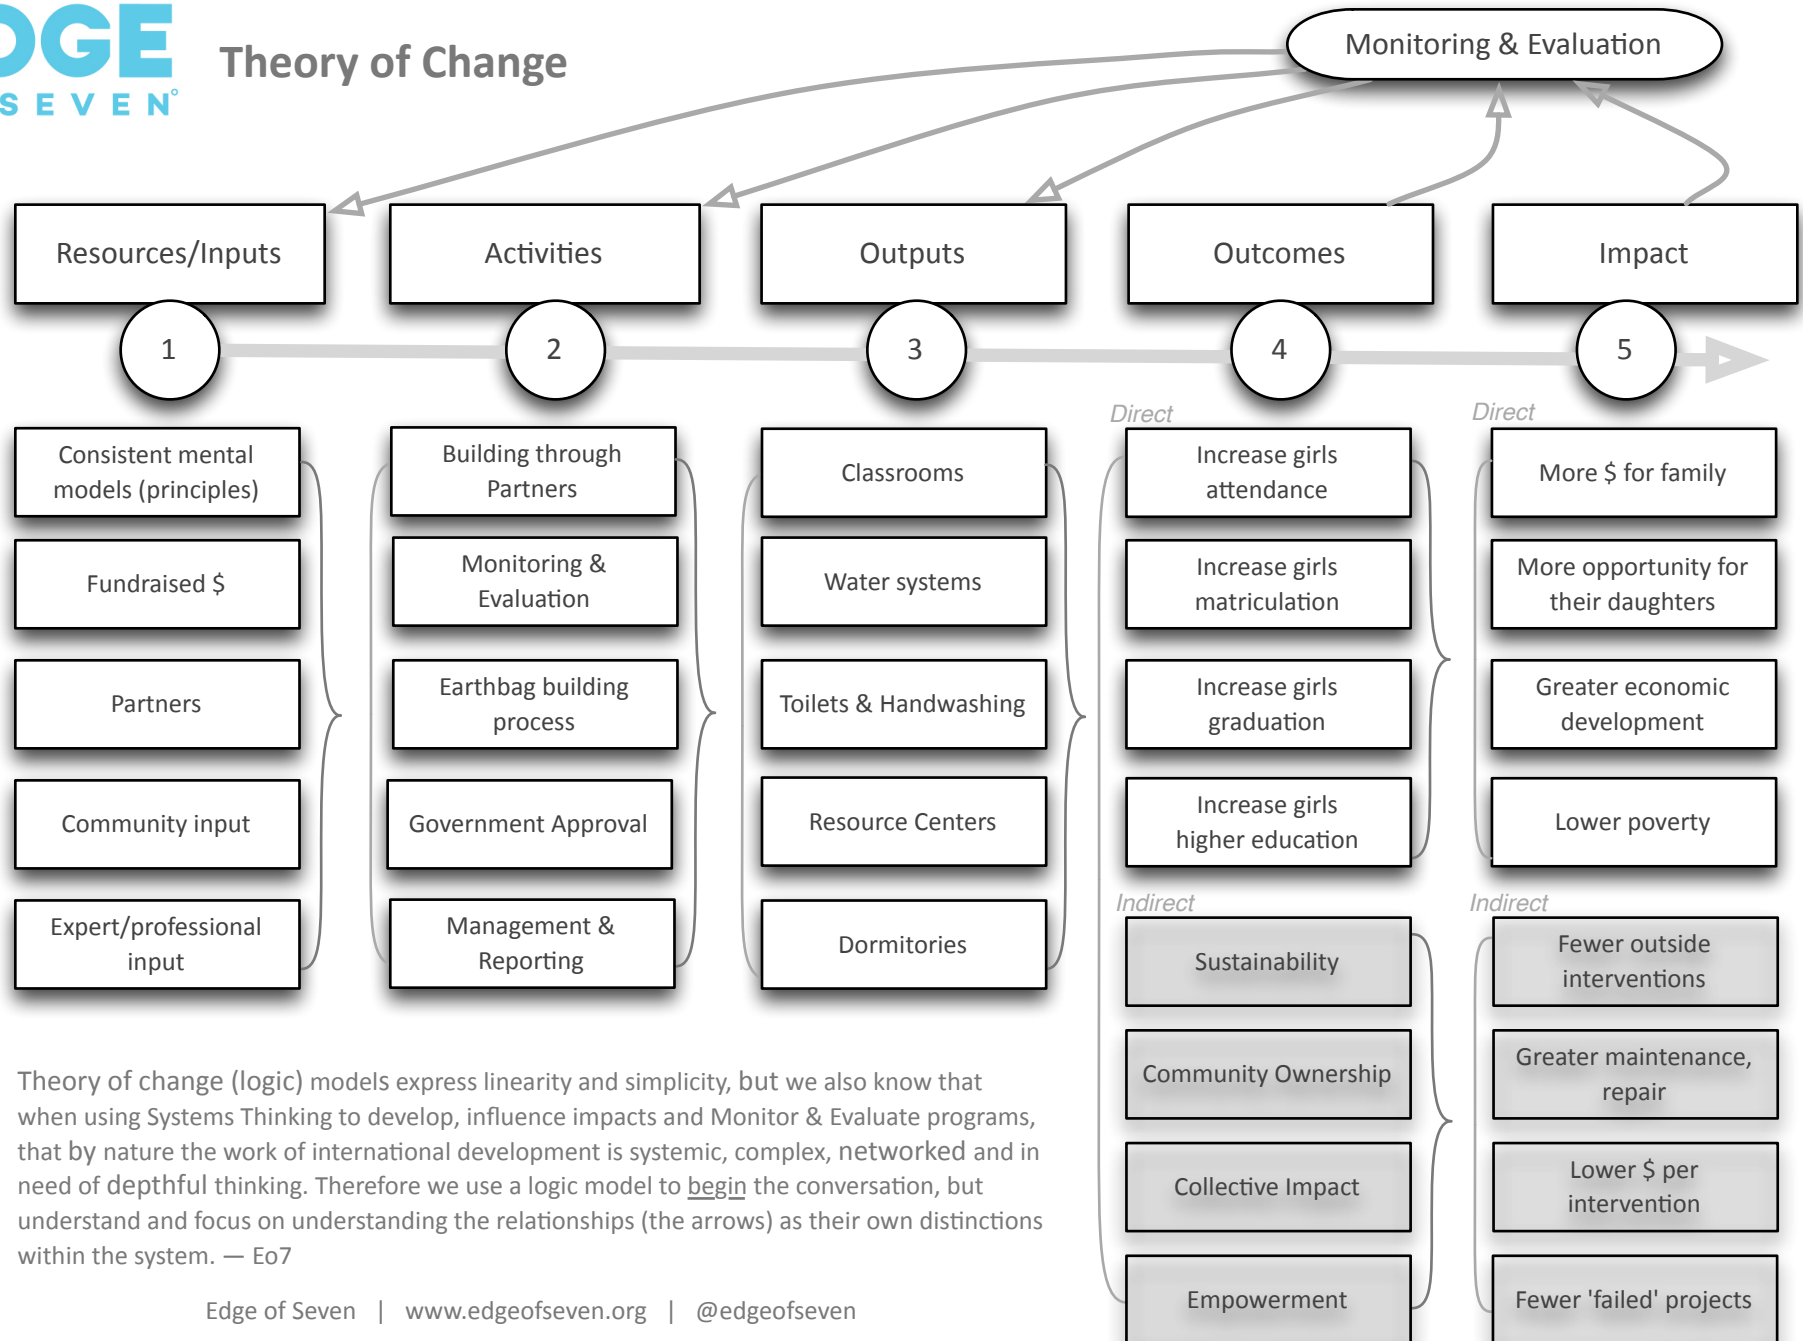 DGE
SEVEN°
Theory of Change
Monitoring & Evaluation
Resources/Inputs
Activities
Outputs
Outcomes
Impact
1
2
3
4
5
Consistent mental
models (principles)
Fundraised $
Partners
Community input
Expert/professional
input
Building through
Partners
Monitoring &
Evaluation
Earthbag building
process
Government Approval
Management &
Reporting
Classrooms
Water systems
Toilets & Handwashing
Resource Centers
Dormitories
Direct
Increase girls
attendance
Increase girls
matriculation
Increase girls
graduation
Increase girls
higher education
Indirect
Sustainability
Community Ownership
Collective Impact
Empowerment
Direct
More $ for family
More opportunity for
their daughters
Greater economic
development
Lower poverty
Indirect
Fewer outside
interventions
Greater maintenance,
repair
Lower $ per
intervention
Fewer 'failed' projects
Theory of change (logic) models express linearity and simplicity, but we also know that
when using Systems Thinking to develop, influence impacts and Monitor & Evaluate programs,
that by nature the work of international development is systemic, complex, networked and in
need of depthful thinking. Therefore we use a logic model to begin the conversation, but
understand and focus on understanding the relationships (the arrows) as their own distinctions
within the system. — Eo7
Edge of Seven | www.edgeofseven.org | @edgeofseven